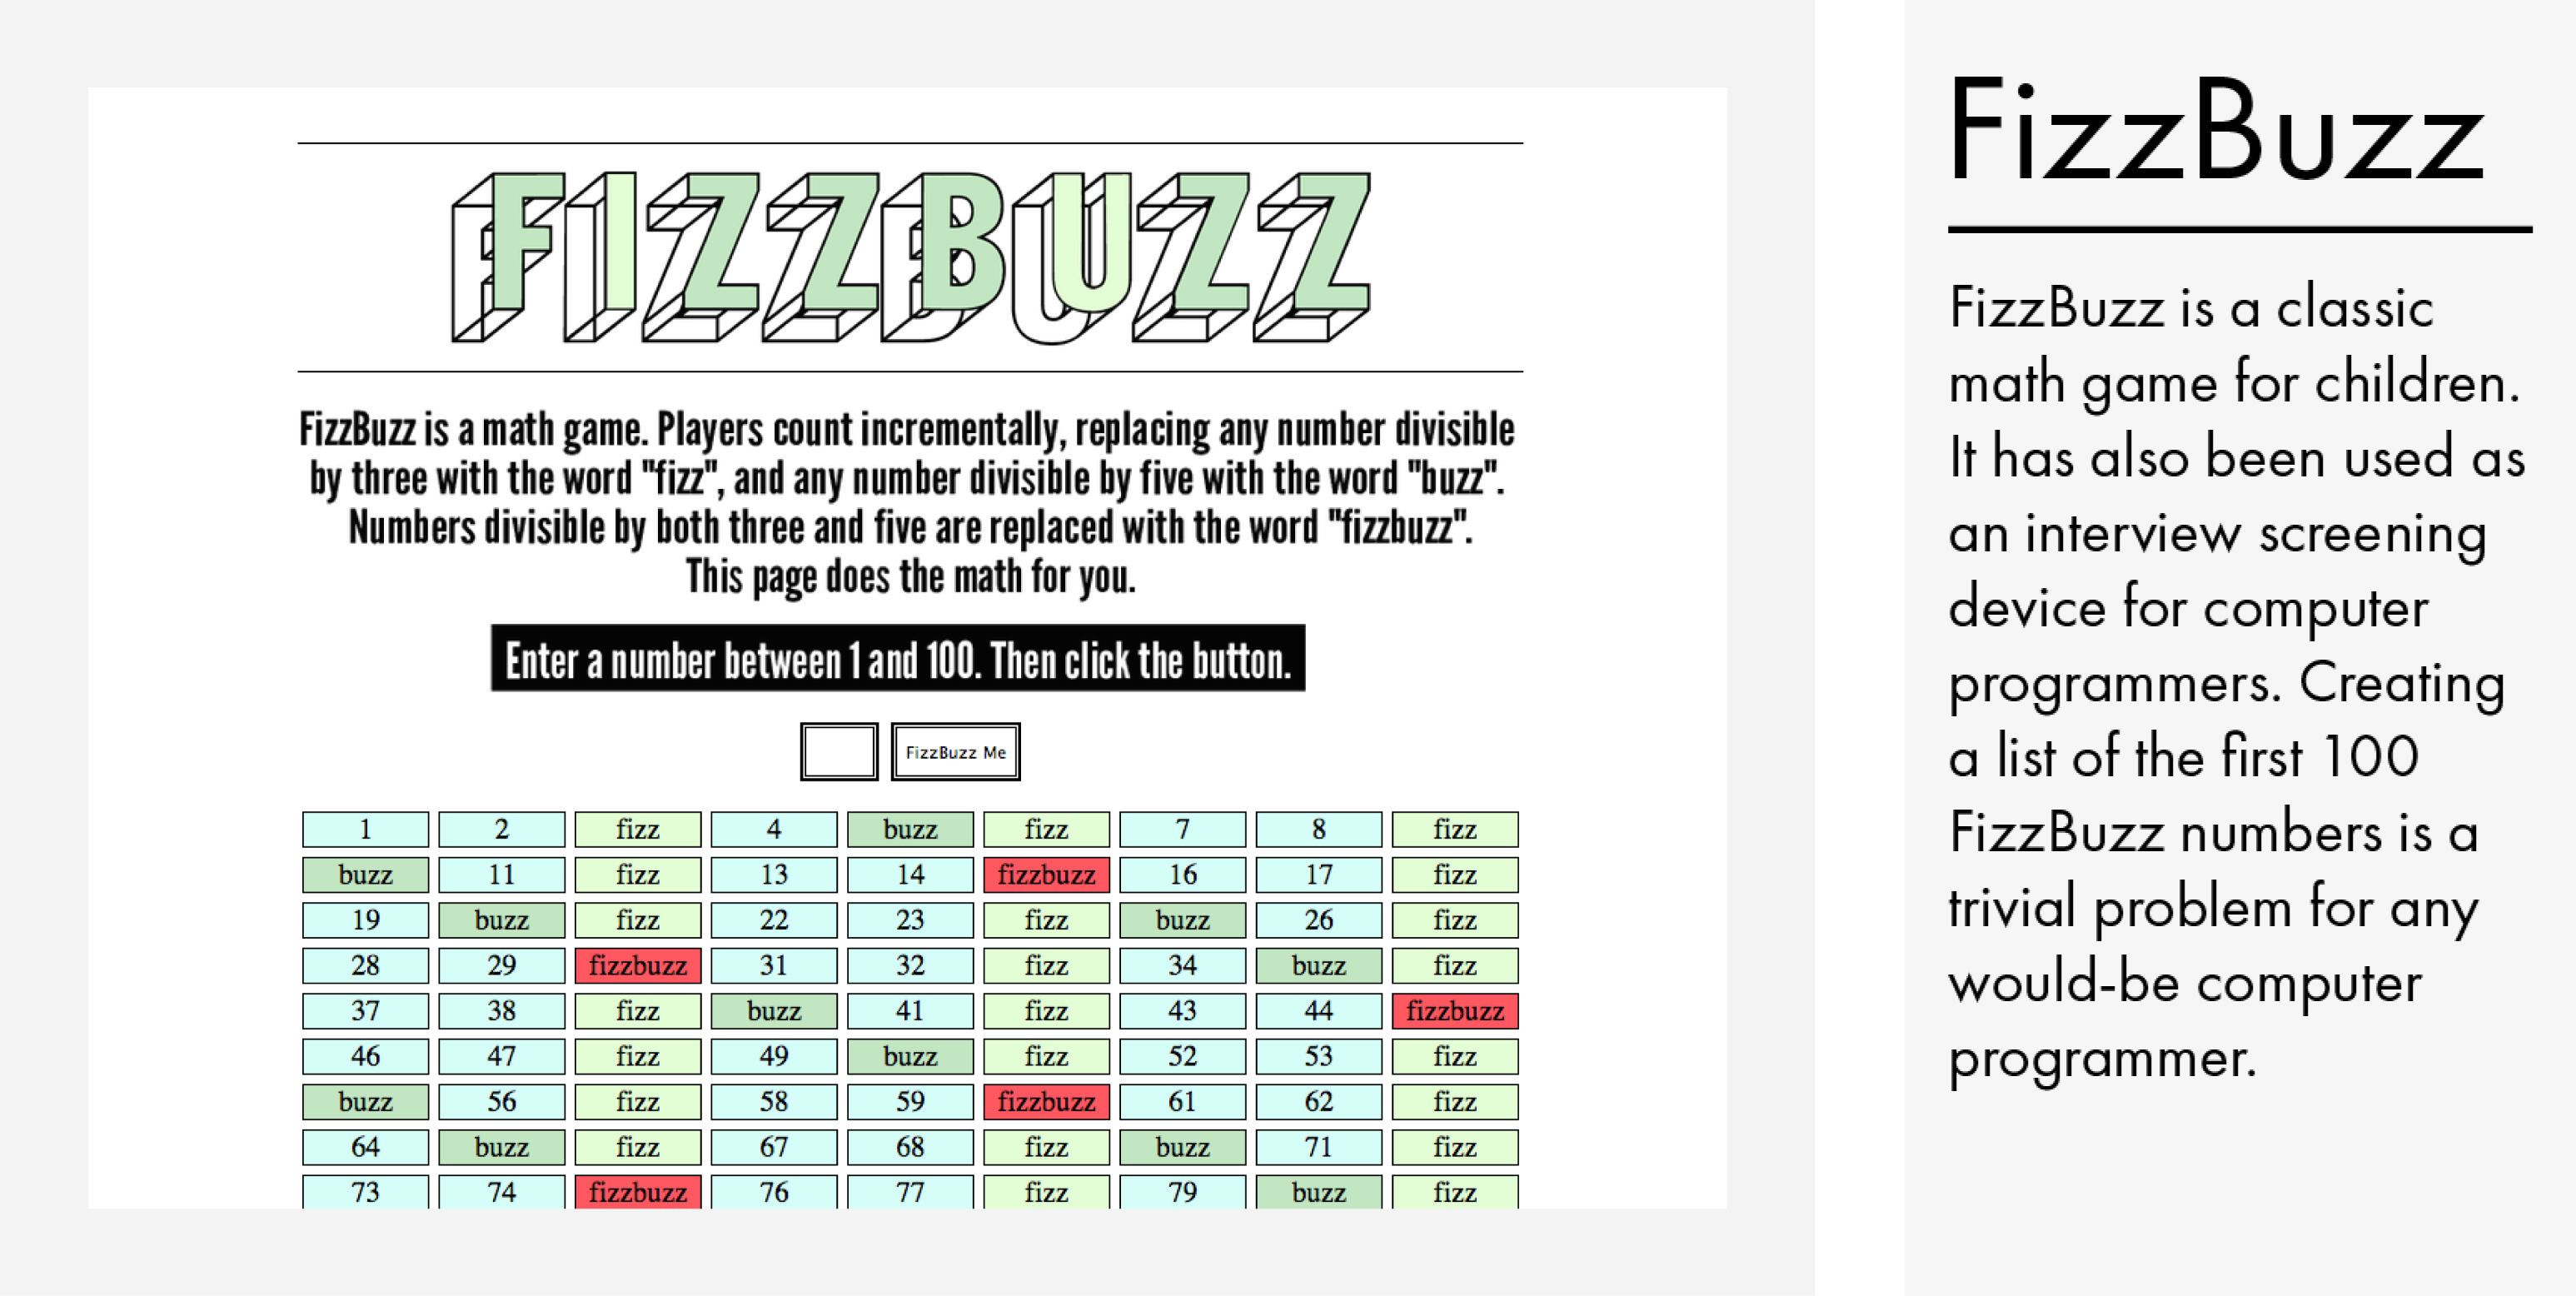 FIZZBUZZ
FizzBuzz is a math game. Players count incrementally, replacing any number divisible
by three with the word "fizz", and any number divisible by five with the word "buzz".
Numbers divisible by both three and five are replaced with the word "fizzbuzz".
This page does the math for you.
Enter a number between 1 and 100. Then click the button.
FizzBuzz Me
1 2 fizz 4 buzz fizz 7 8 fizz
buzz 11 fizz 13 14 fizzbuzz 16 17 fizz
19 buzz fizz 22 23 fizz buzz 26 fizz
28 29 fizzbuzz 31 32 fizz 34 buzz fizz
37 38 fizz buzz 41 fizz 43 44 fizzbuzz
46 47 fizz 49 buzz fizz 52 53 fizz
buzz 56 fizz 58 59 fizzbuzz 61 62 fizz
64 buzz fizz 67 68 fizz buzz 71 fizz
73 74 fizzbuzz 76 77 fizz 79 buzz fizz
FizzBuzz
FizzBuzz is a classic
math game for children.
It has also been used as
an interview screening
device for computer
programmers. Creating
a list of the first 100
FizzBuzz numbers is a
trivial problem for any
would-be computer
programmer.